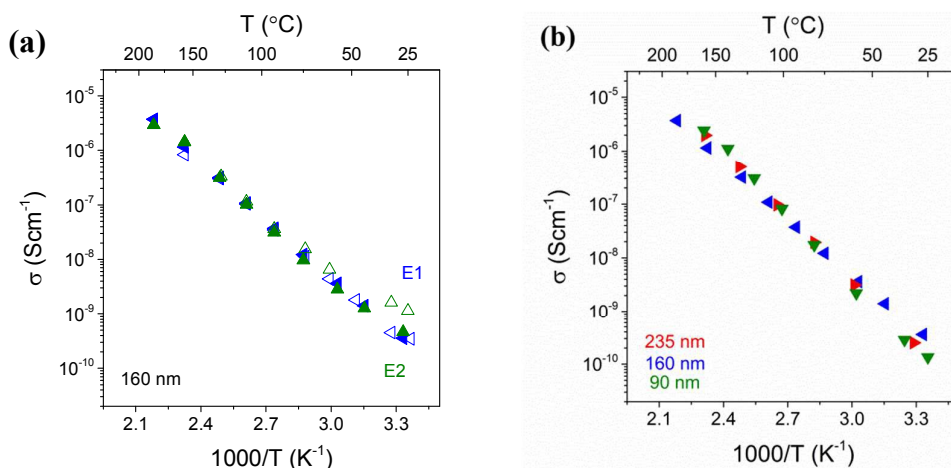 (a)
T (°C)
200 150 100 50 25
10⁻⁵
10⁻⁶
10⁻⁷
10⁻⁸
10⁻⁹
10⁻¹⁰
σ (Scm⁻¹)
E1
E2
160 nm
2.1 2.4 2.7 3.0 3.3
1000/T (K⁻¹)
(b)
T (°C)
200 150 100 50 25
10⁻⁵
10⁻⁶
10⁻⁷
10⁻⁸
10⁻⁹
10⁻¹⁰
σ (Scm⁻¹)
235 nm
160 nm
90 nm
2.1 2.4 2.7 3.0 3.3
1000/T (K⁻¹)